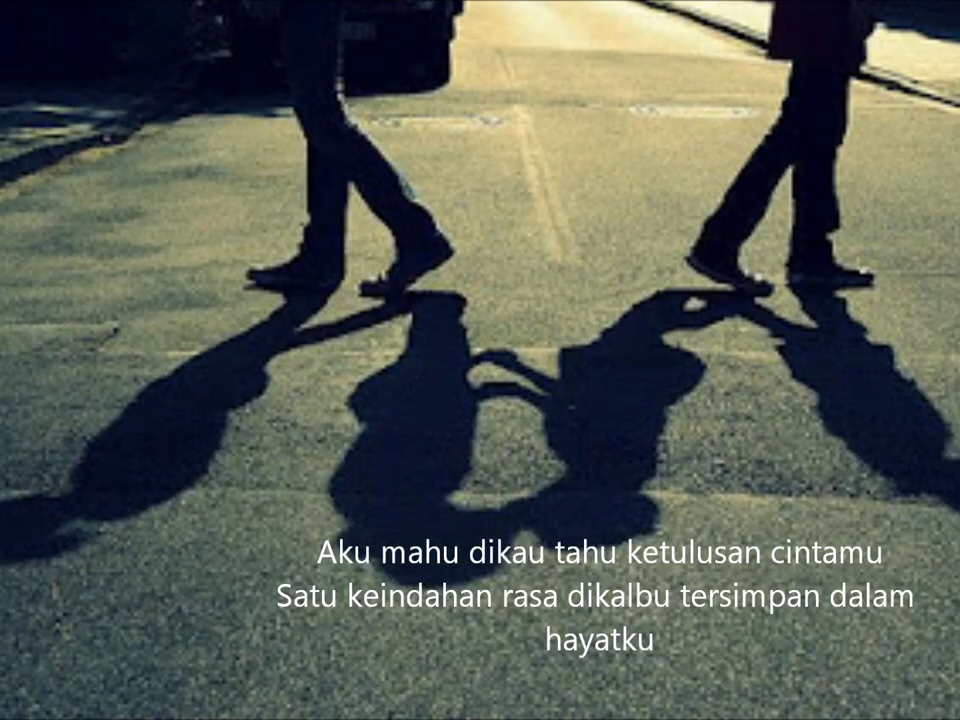 Aku mahu dikau tahu ketulusan cintamu
Satu keindahan rasa dikalbu tersimpan dalam
hayatku